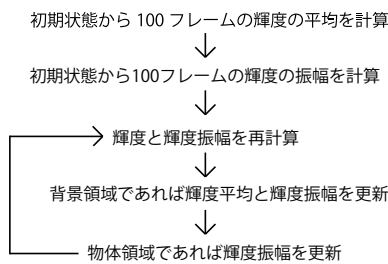 初期状態から 100 フレームの輝度の平均を計算
初期状態から100フレームの輝度の振幅を計算
輝度と輝度振幅を再計算
背景領域であれば輝度平均と輝度振幅を更新
物体領域であれば輝度振幅を更新